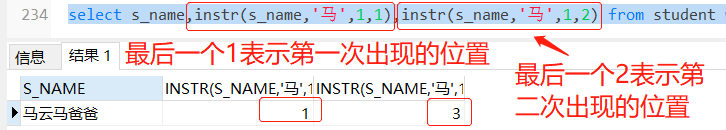 234 select s_name,instr(s_name,'马',1,1),instr(s_name,'马',1,2) from student
信息 结果 1
最后一个1表示第一次出现的位置
最后一个2表示第
二次出现的位置
S_NAME INSTR(S_NAME,'马',1 INSTR(S_NAME,'马',1
马云马爸爸 1 3